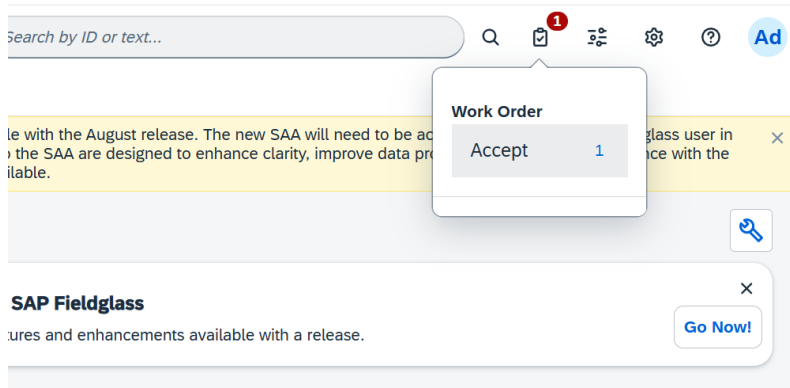 Search by ID or text...
1
Ad
Work Order
Accept 1
le with the August release. The new SAA will need to be ac glass user in
the SAA are designed to enhance clarity, improve data pro nce with the
ilable.
SAP Fieldglass
tures and enhancements available with a release.
Go Now!